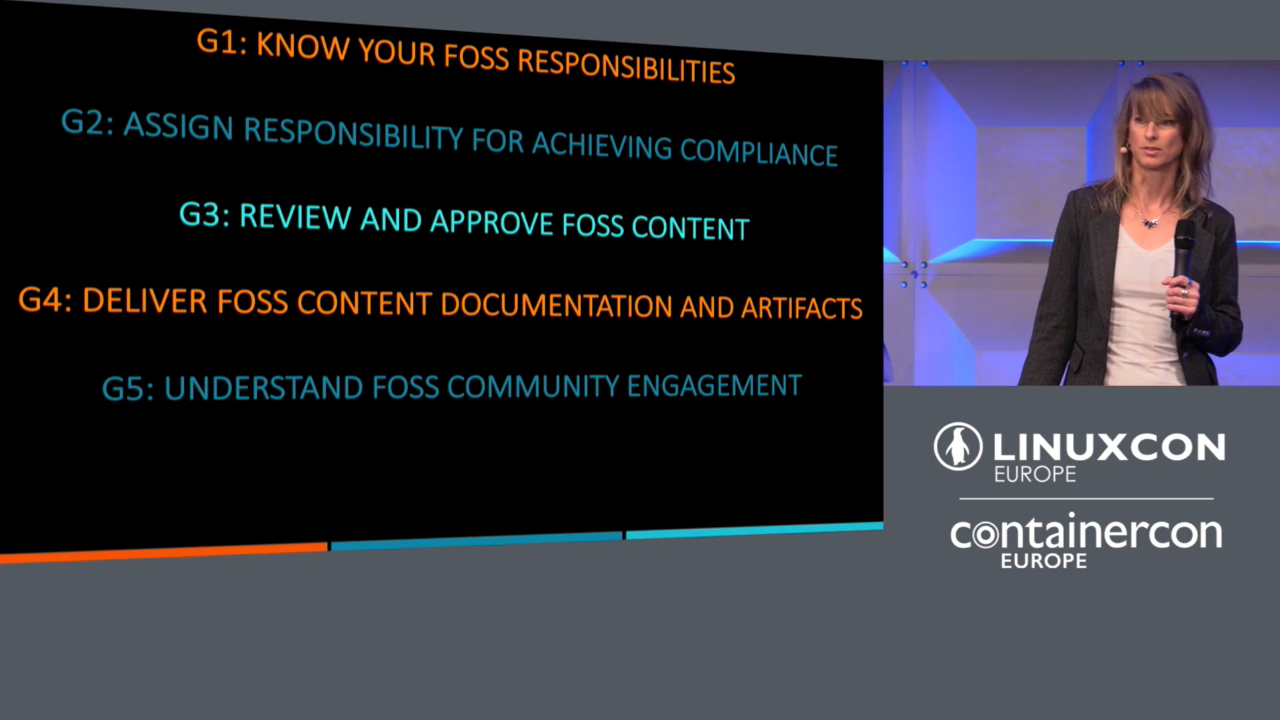 G1: KNOW YOUR FOSS RESPONSIBILITIES
G2: ASSIGN RESPONSIBILITY FOR ACHIEVING COMPLIANCE
G3: REVIEW AND APPROVE FOSS CONTENT
G4: DELIVER FOSS CONTENT DOCUMENTATION AND ARTIFACTS
G5: UNDERSTAND FOSS COMMUNITY ENGAGEMENT
LINUXCON
EUROPE
containercon
EUROPE